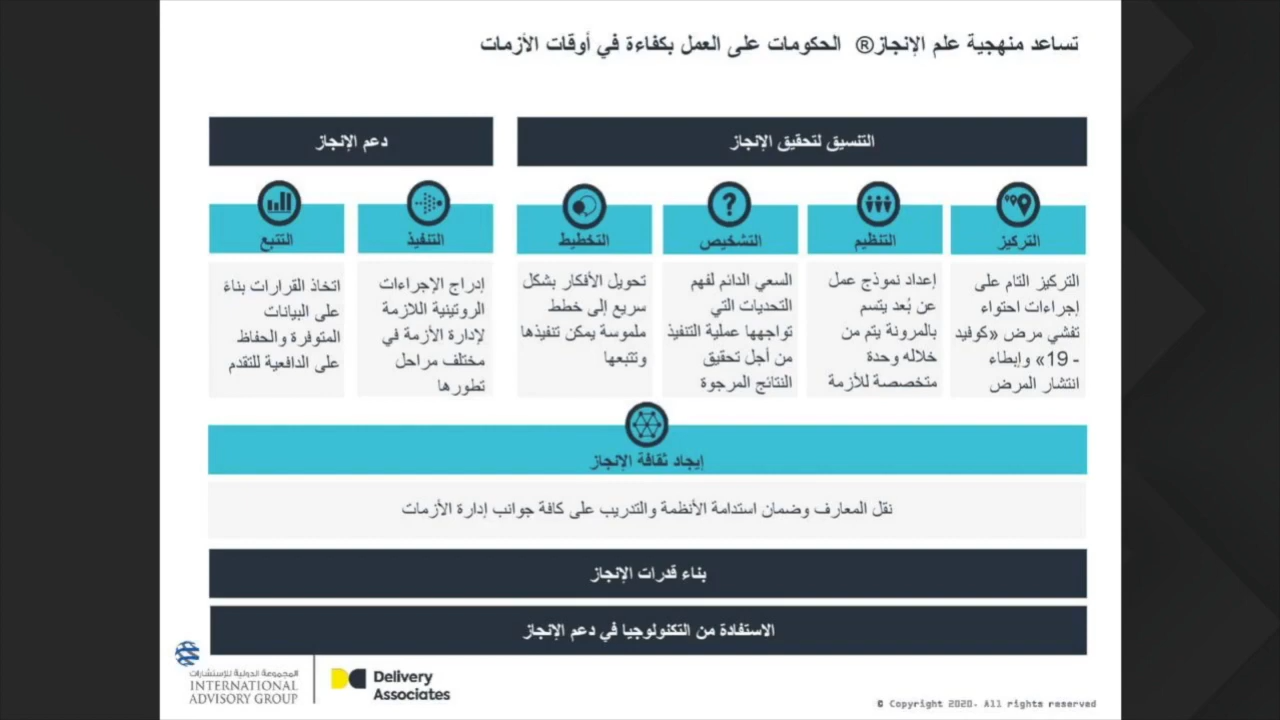 تساعد منهجية علم الإنجاز® الحكومات على العمل بكفاءة في أوقات الأزمات
التنسيق لتحقيق الإنجاز
دعم الإنجاز
التركيز
التركيز التام على
إجراءات احتواء
تفشي مرض «كوفيد
- 19» وإبطاء
انتشار المرض
التنظيم
إعداد نموذج عمل
عن بُعد يتسم
بالمرونة يتم من
خلاله وحدة
متخصصة للأزمة
التشخيص
السعي الدائم لفهم
التحديات التي
تواجهها عملية التنفيذ
من أجل تحقيق
النتائج المرجوة
التخطيط
تحويل الأفكار بشكل
سريع إلى خطط
ملموسة يمكن تنفيذها
وتتبعها
التنفيذ
إدراج الإجراءات
الروتينية اللازمة
لإدارة الأزمة في
مختلف مراحل
تطورها
التتبع
اتخاذ القرارات بناءً
على البيانات
المتوفرة والحفاظ
على الدافعية للتقدم
إيجاد ثقافة الإنجاز
نقل المعارف وضمان استدامة الأنظمة والتدريب على كافة جوانب إدارة الأزمات
بناء قدرات الإنجاز
الاستفادة من التكنولوجيا في دعم الإنجاز
المجموعة الدولية للإستشارات
INTERNATIONAL
ADVISORY GROUP
Delivery
Associates
© Copyright 2020. All rights reserved